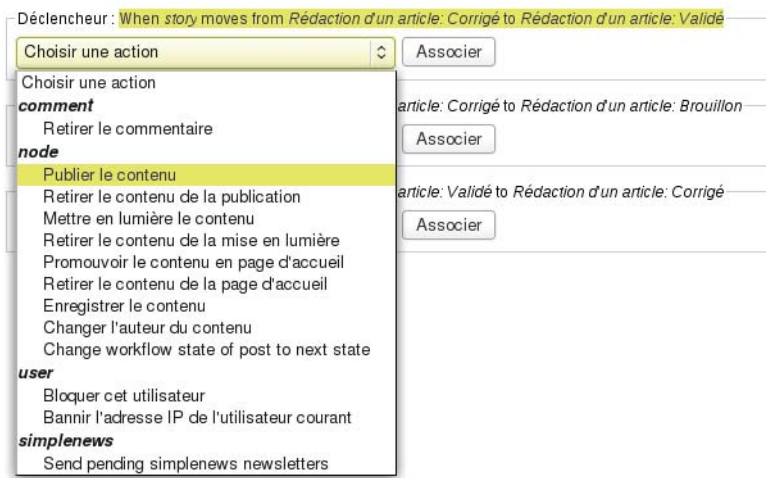 Déclencheur : When story moves from Rédaction d'un article: Corrigé to Rédaction d'un article: Validé
Choisir une action
Associer
Choisir une action
comment
article: Corrigé to Rédaction d'un article: Brouillon
Retirer le commentaire
Associer
node
Publier le contenu
article: Validé to Rédaction d'un article: Corrigé
Retirer le contenu de la publication
Mettre en lumière le contenu
Associer
Retirer le contenu de la mise en lumière
Promouvoir le contenu en page d'accueil
Retirer le contenu de la page d'accueil
Enregistrer le contenu
Changer l'auteur du contenu
Change workflow state of post to next state
user
Bloquer cet utilisateur
Bannir l'adresse IP de l'utilisateur courant
simplenews
Send pending simplenews newsletters